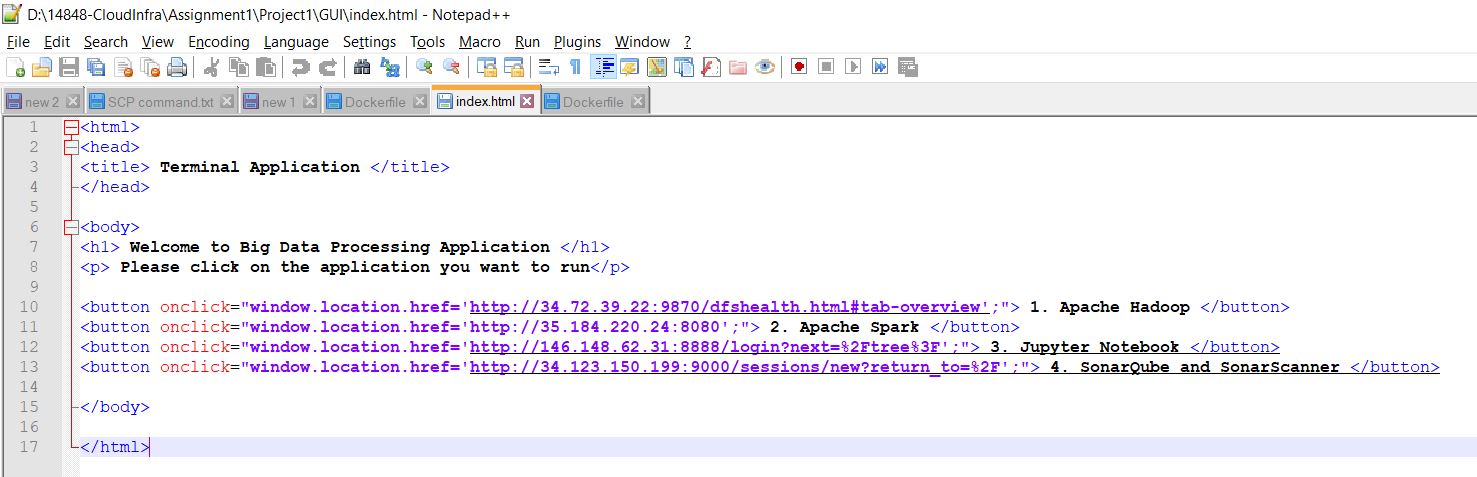 D:\14848-CloudInfra\Assignment1\Project1\GUI\index.html - Notepad++
File Edit Search View Encoding Language Settings Tools Macro Run Plugins Window ?
new 2 SCP command.txt new 1 Dockerfile index.html Dockerfile
1 <html>
2 <head>
3 <title> Terminal Application </title>
4 </head>
5
6 <body>
7 <h1> Welcome to Big Data Processing Application </h1>
8 <p> Please click on the application you want to run</p>
9
10 <button onclick="window.location.href='http://34.72.39.22:9870/dfshealth.html#tab-overview';"> 1. Apache Hadoop </button>
11 <button onclick="window.location.href='http://35.184.220.24:8080';"> 2. Apache Spark </button>
12 <button onclick="window.location.href='http://146.148.62.31:8888/login?next=%2Ftree%3F';"> 3. Jupyter Notebook </button>
13 <button onclick="window.location.href='http://34.123.150.199:9000/sessions/new?return_to=%2F';"> 4. SonarQube and SonarScanner </button>
14
15 </body>
16
17 </html>